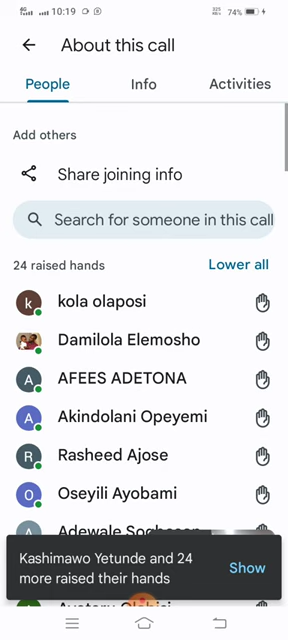 10:19
74%
About this call
People Info Activities
Add others
Share joining info
Search for someone in this call
24 raised hands Lower all
k kola olaposi
Damilola Elemosho
A AFEES ADETONA
A Akindolani Opeyemi
R Rasheed Ajose
O Oseyili Ayobami
A Adewale
Kashimawo Yetunde and 24
more raised their hands
Show